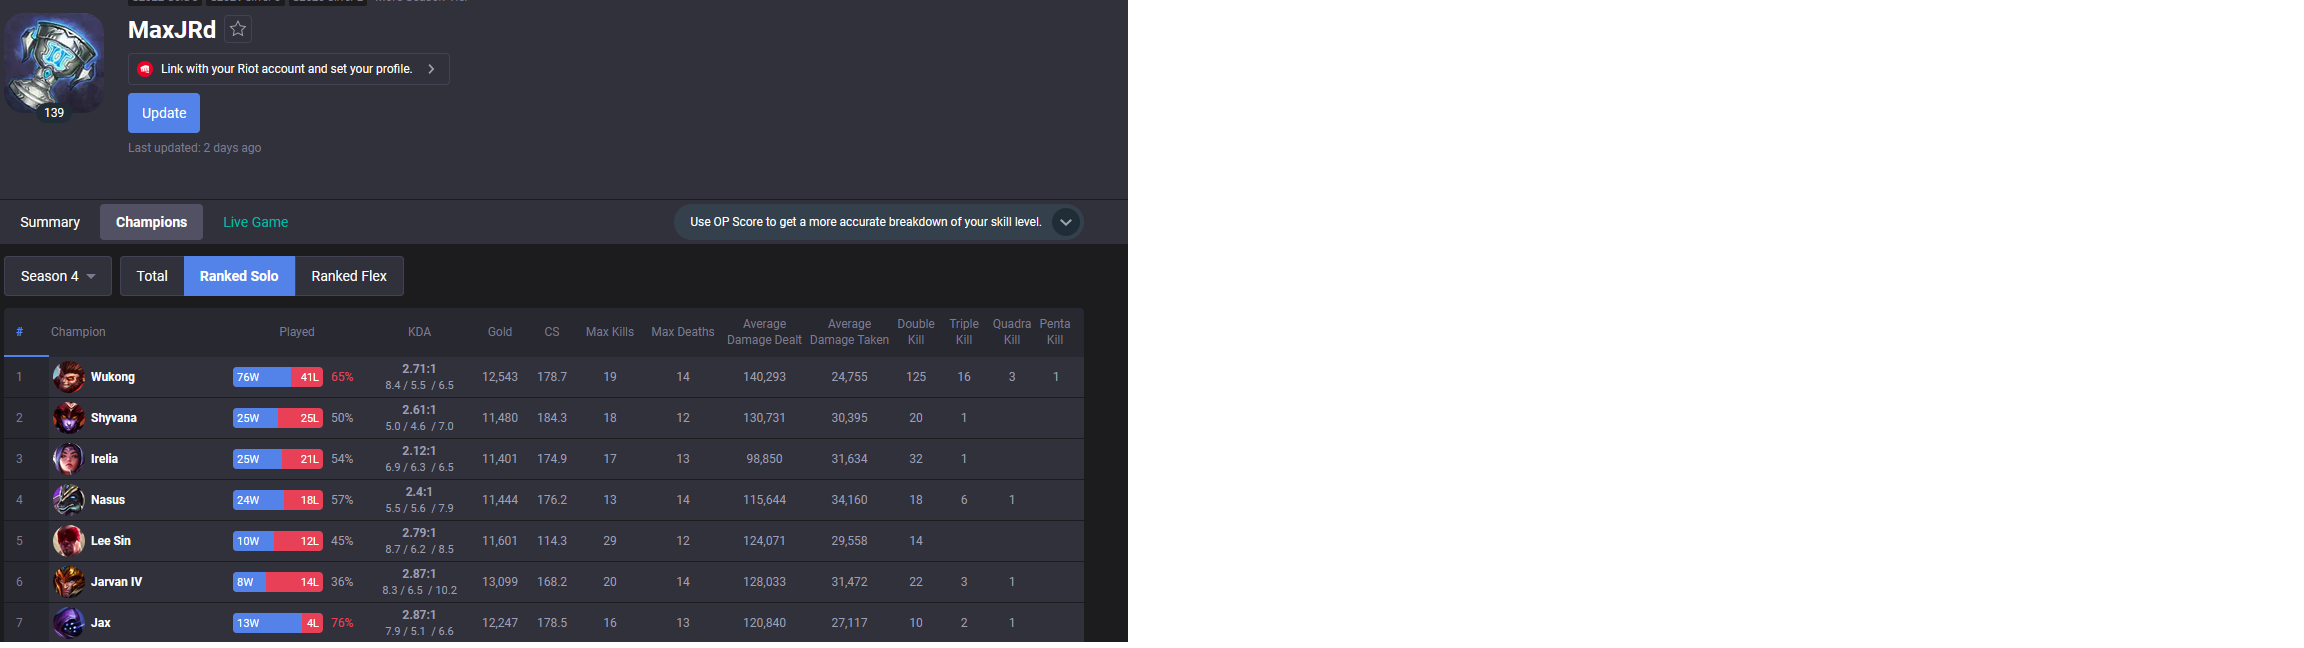 MaxJRd
Link with your Riot account and set your profile.
139
Update
Last updated: 2 days ago
Summary Champions Live Game Use OP Score to get a more accurate breakdown of your skill level.
Season 4 Total Ranked Solo Ranked Flex
# Champion Played KDA Gold CS Max Kills Max Deaths Average Damage Dealt Average Damage Taken Double Kill Triple Kill Quadra Kill Penta Kill
1 Wukong 76W 41L 65% 2.71:1 8.4 / 5.5 / 6.5 12,543 178.7 19 14 140,293 24,755 125 16 3 1
2 Shyvana 25W 25L 50% 2.61:1 5.0 / 4.6 / 7.0 11,480 184.3 18 12 130,731 30,395 20 1
3 Irelia 25W 21L 54% 2.12:1 6.9 / 6.3 / 6.5 11,401 174.9 17 13 98,850 31,634 32 1
4 Nasus 24W 18L 57% 2.4:1 5.5 / 5.6 / 7.9 11,444 176.2 13 14 115,644 34,160 18 6 1
5 Lee Sin 10W 12L 45% 2.79:1 8.7 / 6.2 / 8.5 11,601 114.3 29 12 124,071 29,558 14
6 Jarvan IV 8W 14L 36% 2.87:1 8.3 / 6.5 / 10.2 13,099 168.2 20 14 128,033 31,472 22 3 1
7 Jax 13W 4L 76% 2.87:1 7.9 / 5.1 / 6.6 12,247 178.5 16 13 120,840 27,117 10 2 1